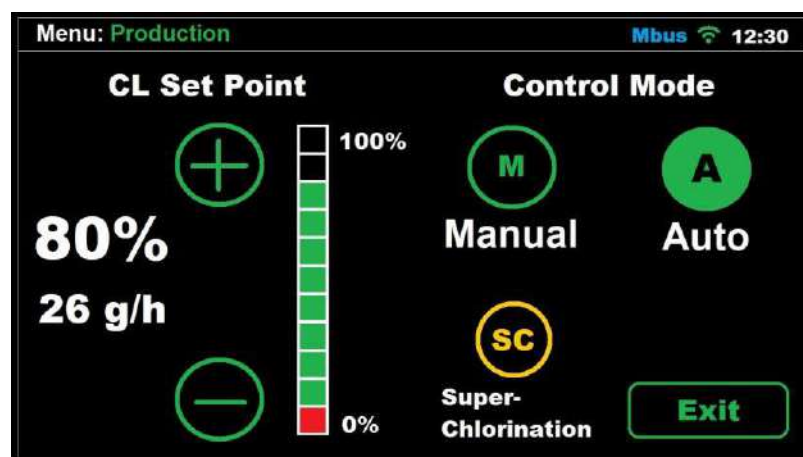 Menu: Production
Mbus 12:30
CL Set Point
Control Mode
100%
M
A
Manual
Auto
80%
26 g/h
SC
Super-
Chlorination
0%
Exit